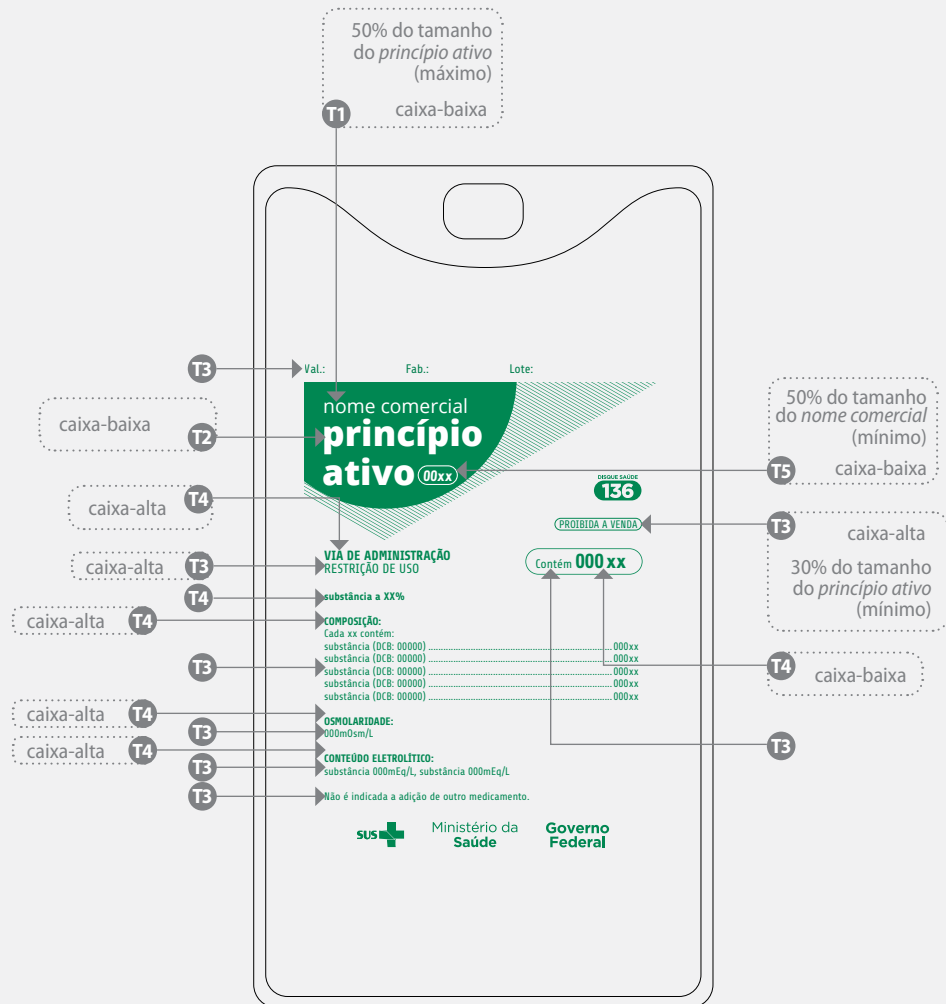 50% do tamanho
do princípio ativo
(máximo)
caixa-baixa
T1
T3
Val.: Fab.: Lote:
caixa-baixa
T2
nome comercial
princípio
ativo 00xx
50% do tamanho
do nome comercial
(mínimo)
caixa-baixa
T5
caixa-alta
T4
DISQUE SAÚDE
136
PROIBIDA A VENDA
T3
caixa-alta
30% do tamanho
do princípio ativo
(mínimo)
caixa-alta
T3
VIA DE ADMINISTRAÇÃO
RESTRIÇÃO DE USO
Contém 000 xx
T4
substância a XX%
caixa-alta
T4
COMPOSIÇÃO:
Cada xx contém:
substância (DCB: 00000) 000xx
substância (DCB: 00000) 000xx
T3
substância (DCB: 00000) 000xx
substância (DCB: 00000) 000xx
substância (DCB: 00000) 000xx
T4
caixa-baixa
caixa-alta
T4
OSMOLARIDADE:
T3
000mOsm/L
T3
caixa-alta
T4
CONTEÚDO ELETROLÍTICO:
T3
substância 000mEq/L, substância 000mEq/L
T3
Não é indicada a adição de outro medicamento.
SUS
Ministério da
Saúde
Governo
Federal